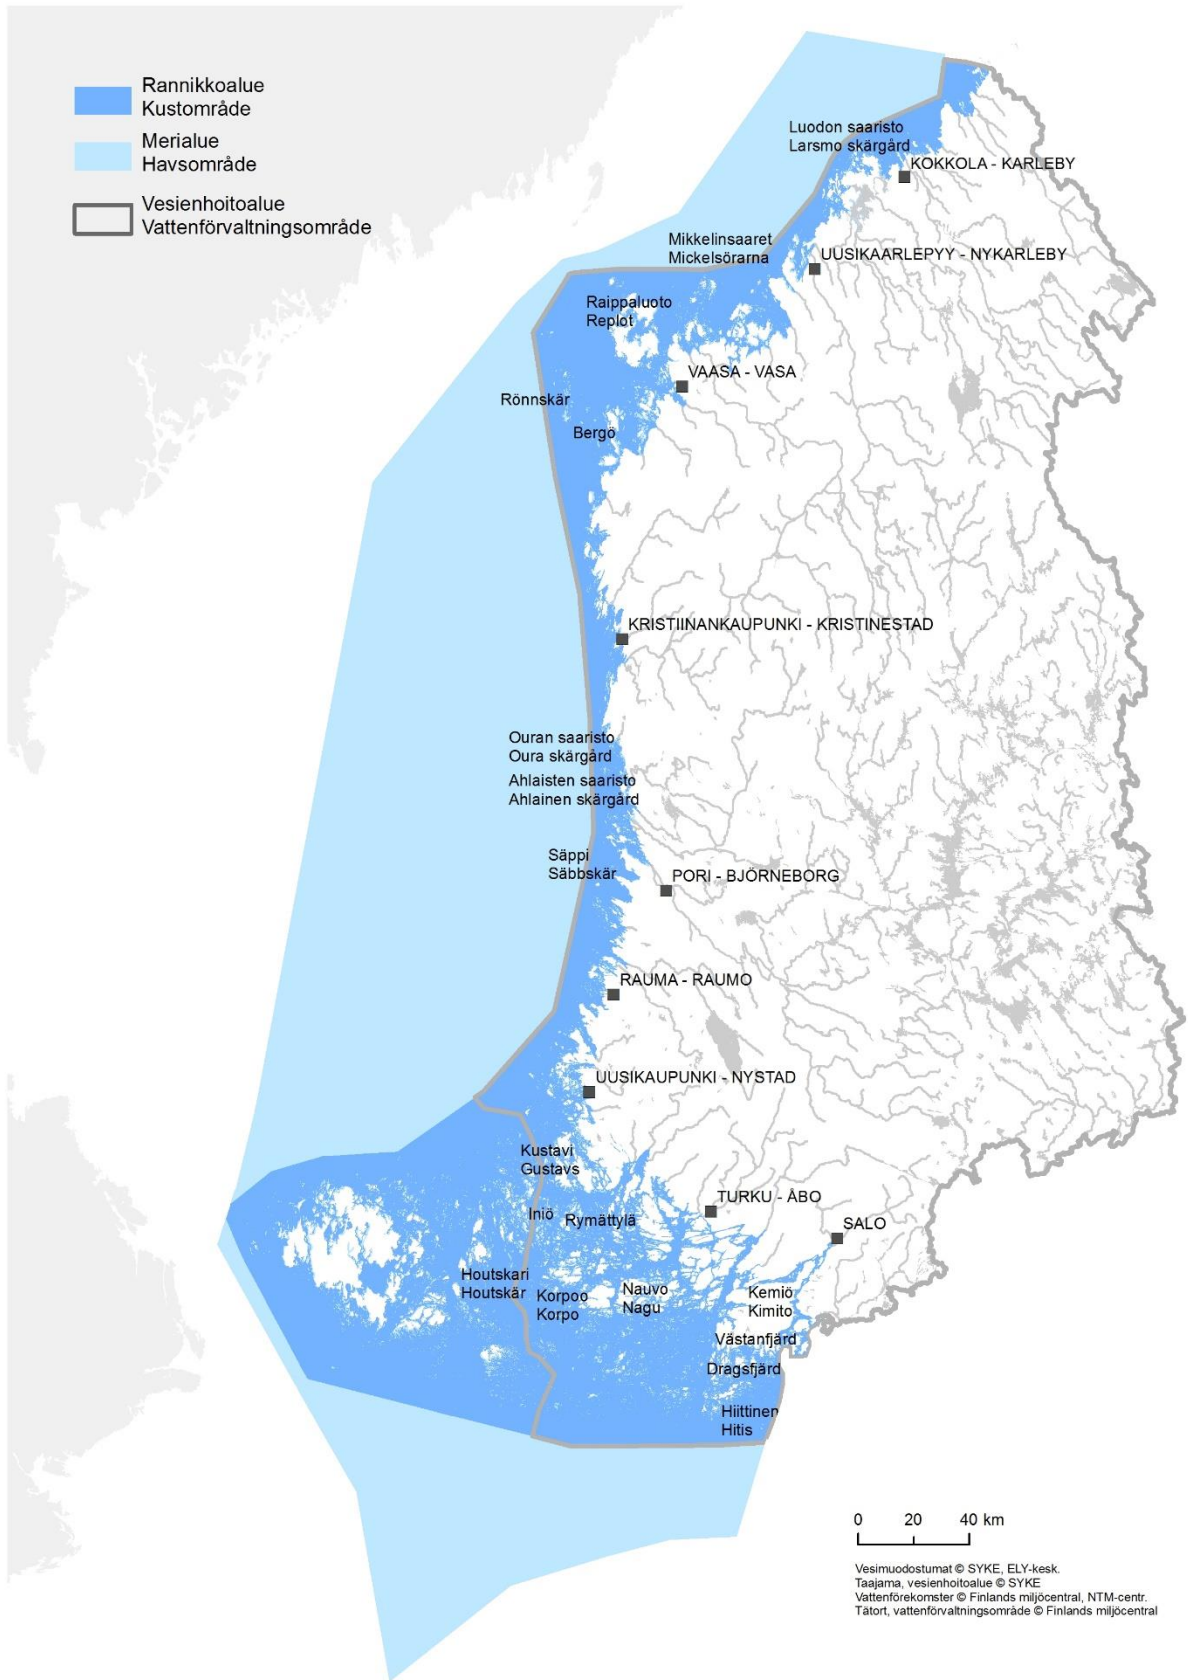 Rannikkoalue
Kustområde
Merialue
Havsområde
Vesienhoitoalue
Vattenförvaltningsområde
Luodon saaristo
Larsmo skärgård
KOKKOLA - KARLEBY
Mikkelinsaaret
Mickelsörarna
UUSIKAARLEPYY - NYKARLEBY
Raippaluoto
Replot
VAASA - VASA
Rönnskär
Bergö
KRISTIINANKAUPUNKI - KRISTINESTAD
Ouran saaristo
Oura skärgård
Ahlaisten saaristo
Ahlainen skärgård
Säppi
Säbbskär
PORI - BJÖRNEBORG
RAUMA - RAUMO
UUSIKAUPUNKI - NYSTAD
Kustavi
Gustavs
TURKU - ÅBO
Iniö
Rymättylä
SALO
Houtskari
Houtskär
Korpoo
Korpo
Nauvo
Nagu
Kemiö
Kimito
Västanfjärd
Dragsfjärd
Hiittinen
Hitis
0 20 40 km
Vesimuodostumat © SYKE, ELY-kesk.
Taajama, vesienhoitoalue © SYKE
Vattenförekomster © Finlands miljöcentral, NTM-centr.
Tätort, vattenförvaltningsområde © Finlands miljöcentral